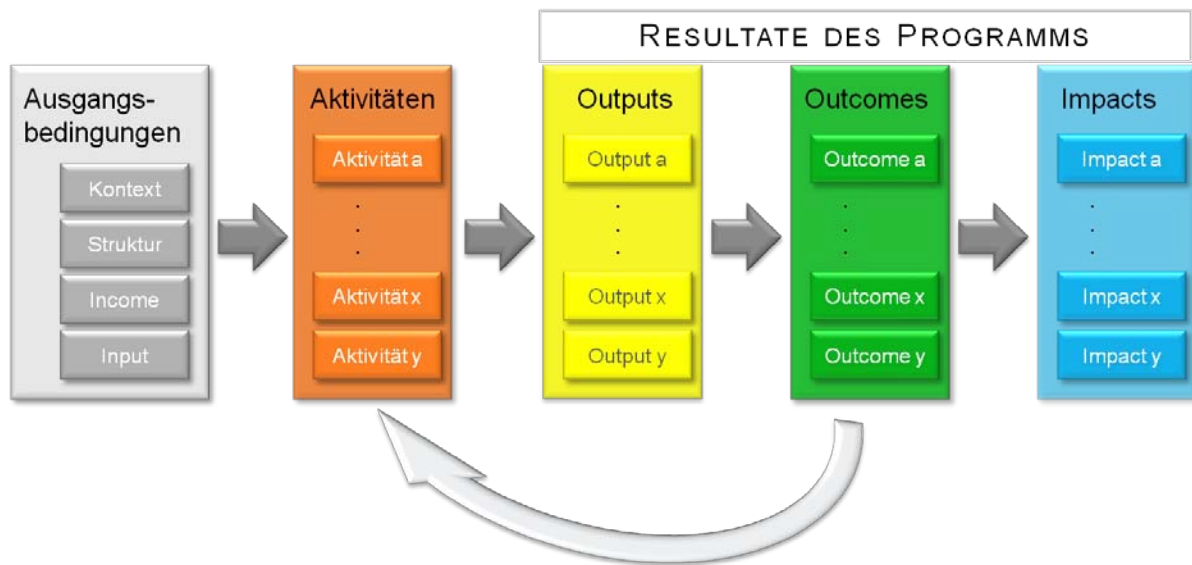 RESULTATE DES PROGRAMMS
Ausgangs-
bedingungen
Kontext
Struktur
Income
Input
Aktivitäten
Aktivität a
Aktivität x
Aktivität y
Outputs
Output a
Output x
Output y
Outcomes
Outcome a
Outcome x
Outcome y
Impacts
Impact a
Impact x
Impact y